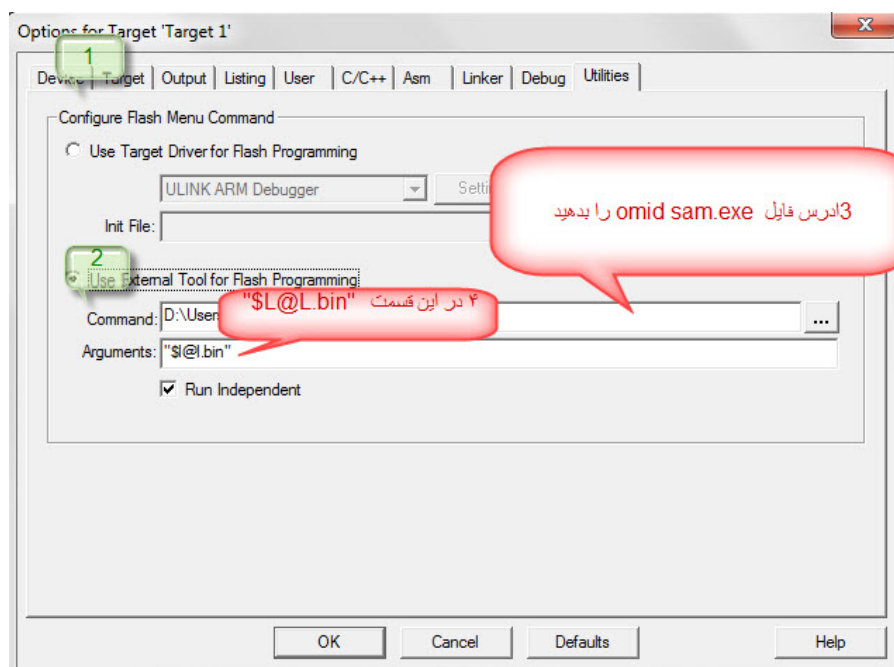 Options for Target 'Target 1'
1
Device Target Output Listing User C/C++ Asm Linker Debug Utilities
Configure Flash Menu Command
Use Target Driver for Flash Programming
ULINK ARM Debugger
Init File:
3ادرس فایل omid sam.exe را بدهید
2
Use External Tool for Flash Programming
۴ در این قسمت "$L@L.bin"
Command: D:\Users
...
Arguments: "$l@l.bin"
Run Independent
OK Cancel Defaults Help